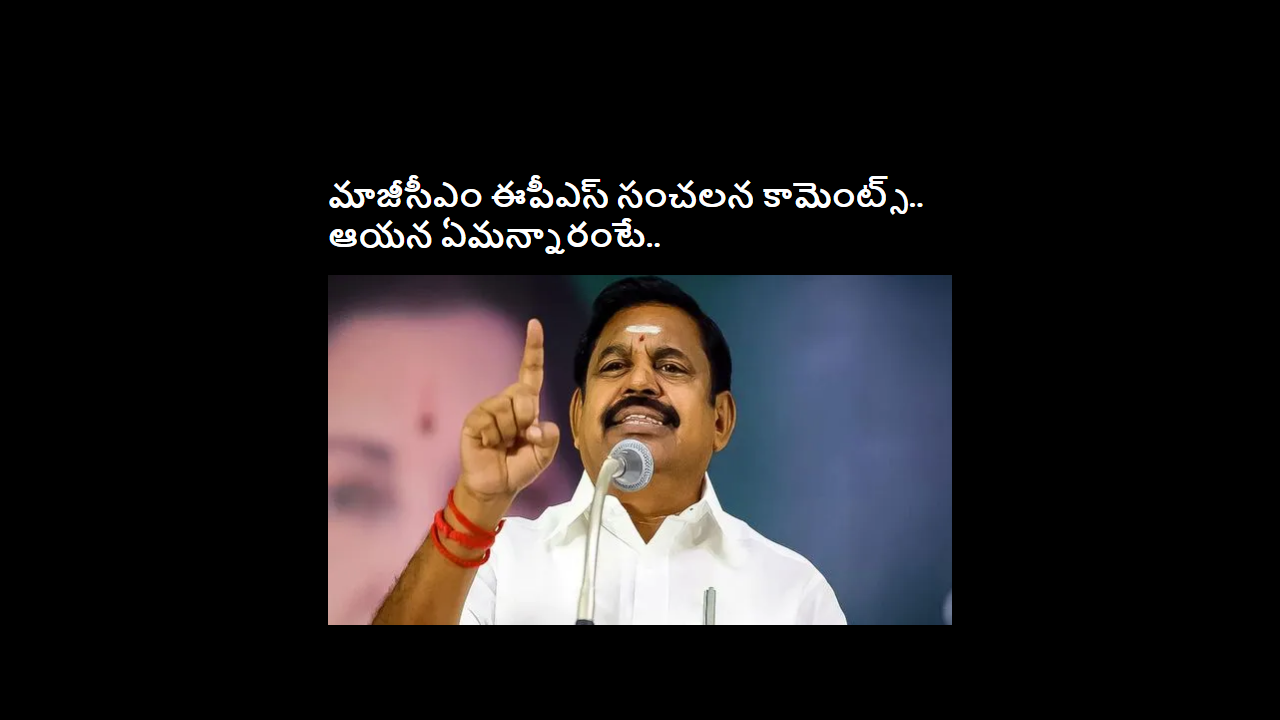 మాజీసీఎం ఈపీఎస్ సంచలన కామెంట్స్..
ఆయన ఏమన్నారంటే..